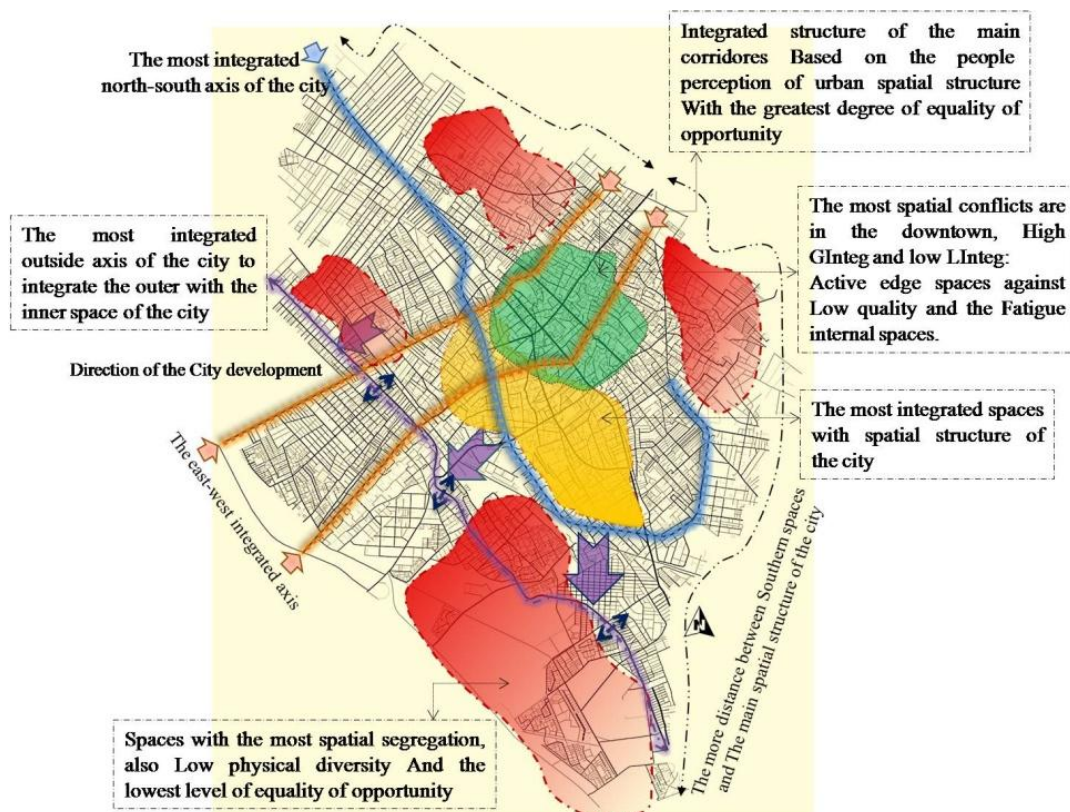 The most integrated
north-south axis of the city
Integrated structure of the main
corridores Based on the people
perception of urban spatial structure
With the greatest degree of equality of
opportunity
The most integrated
outside axis of the city to
integrate the outer with the
inner space of the city
The most spatial conflicts are
in the downtown, High
GInteg and low LInteg:
Active edge spaces against
Low quality and the Fatigue
internal spaces.
Direction of the City development
The most integrated spaces
with spatial structure of
the city
The east-west integrated axis
The more distance between Southern spaces
and The main spatial structure of the city
N
Spaces with the most spatial segregation,
also Low physical diversity And the
lowest level of equality of opportunity